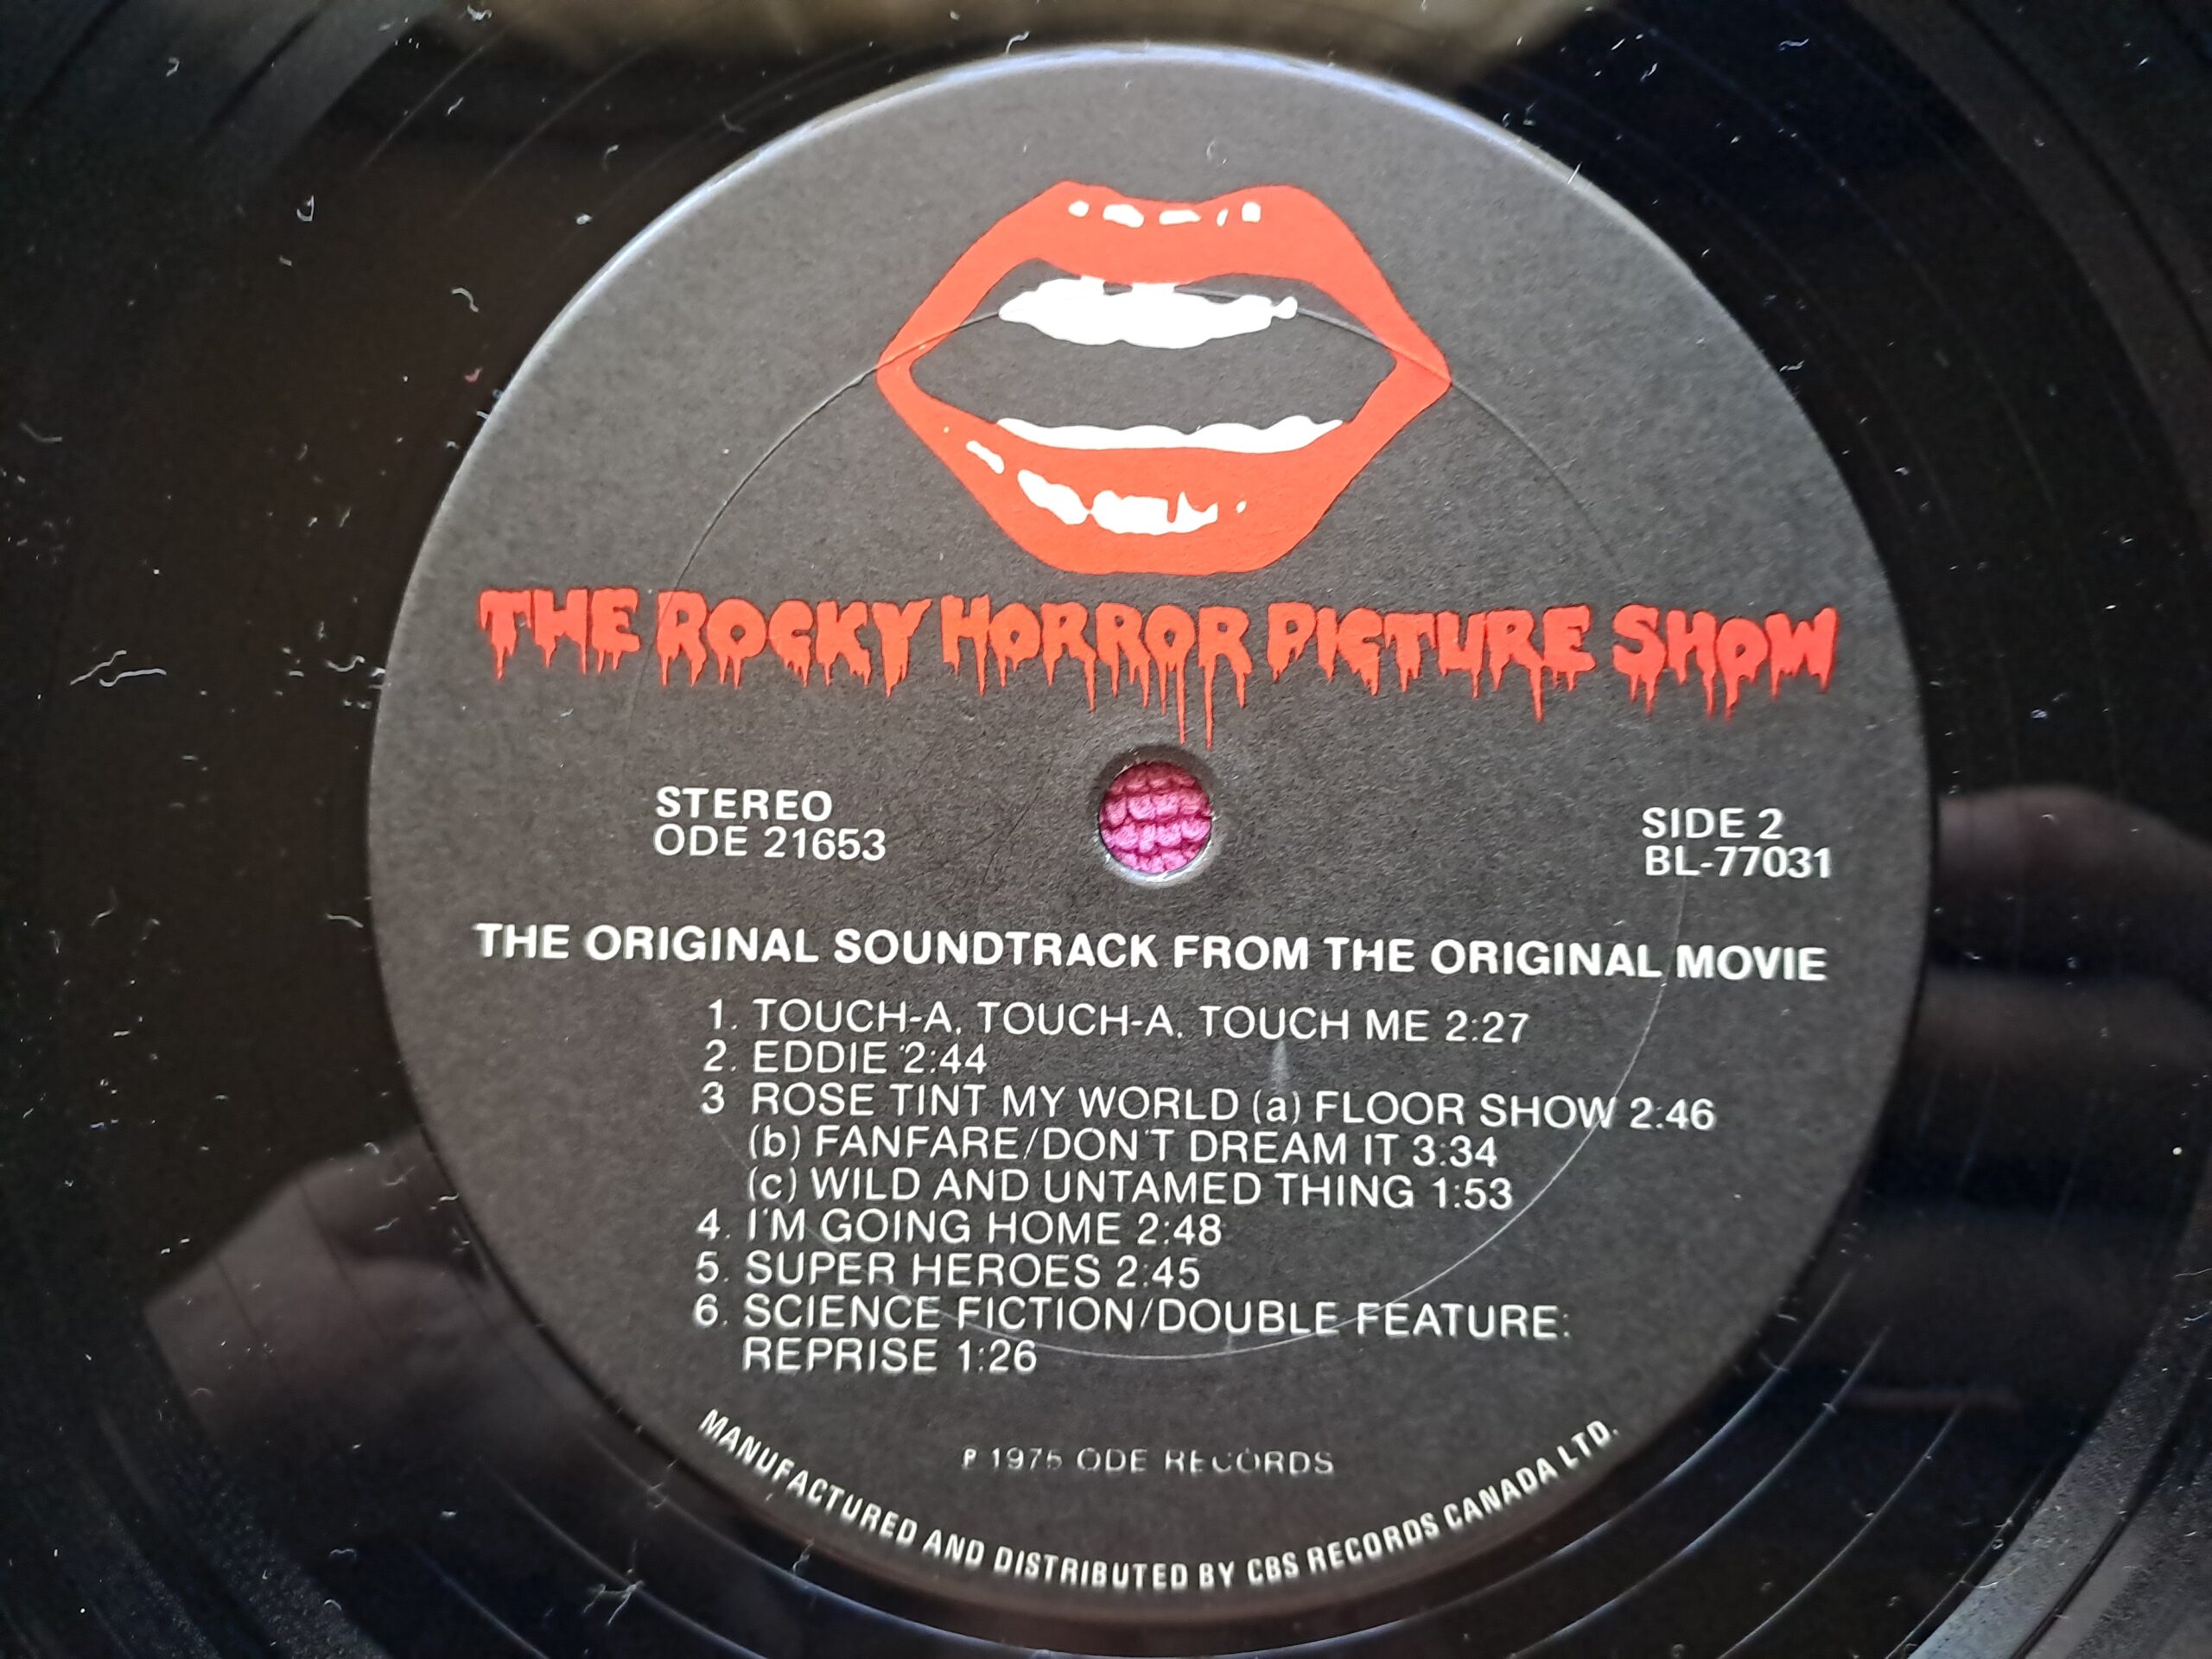 THE ROCKY HORROR PICTURE SHOW
STEREO
ODE 21653
SIDE 2
BL-77031
THE ORIGINAL SOUNDTRACK FROM THE ORIGINAL MOVIE
1. TOUCH-A, TOUCH-A, TOUCH ME 2:27
2. EDDIE 2:44
3 ROSE TINT MY WORLD (a) FLOOR SHOW 2:46
(b) FANFARE/DON'T DREAM IT 3:34
(c) WILD AND UNTAMED THING 1:53
4. I'M GOING HOME 2:48
5. SUPER HEROES 2:45
6. SCIENCE FICTION/DOUBLE FEATURE:
REPRISE 1:26
℗ 1975 ODE RECORDS
MANUFACTURED AND DISTRIBUTED BY CBS RECORDS CANADA LTD.